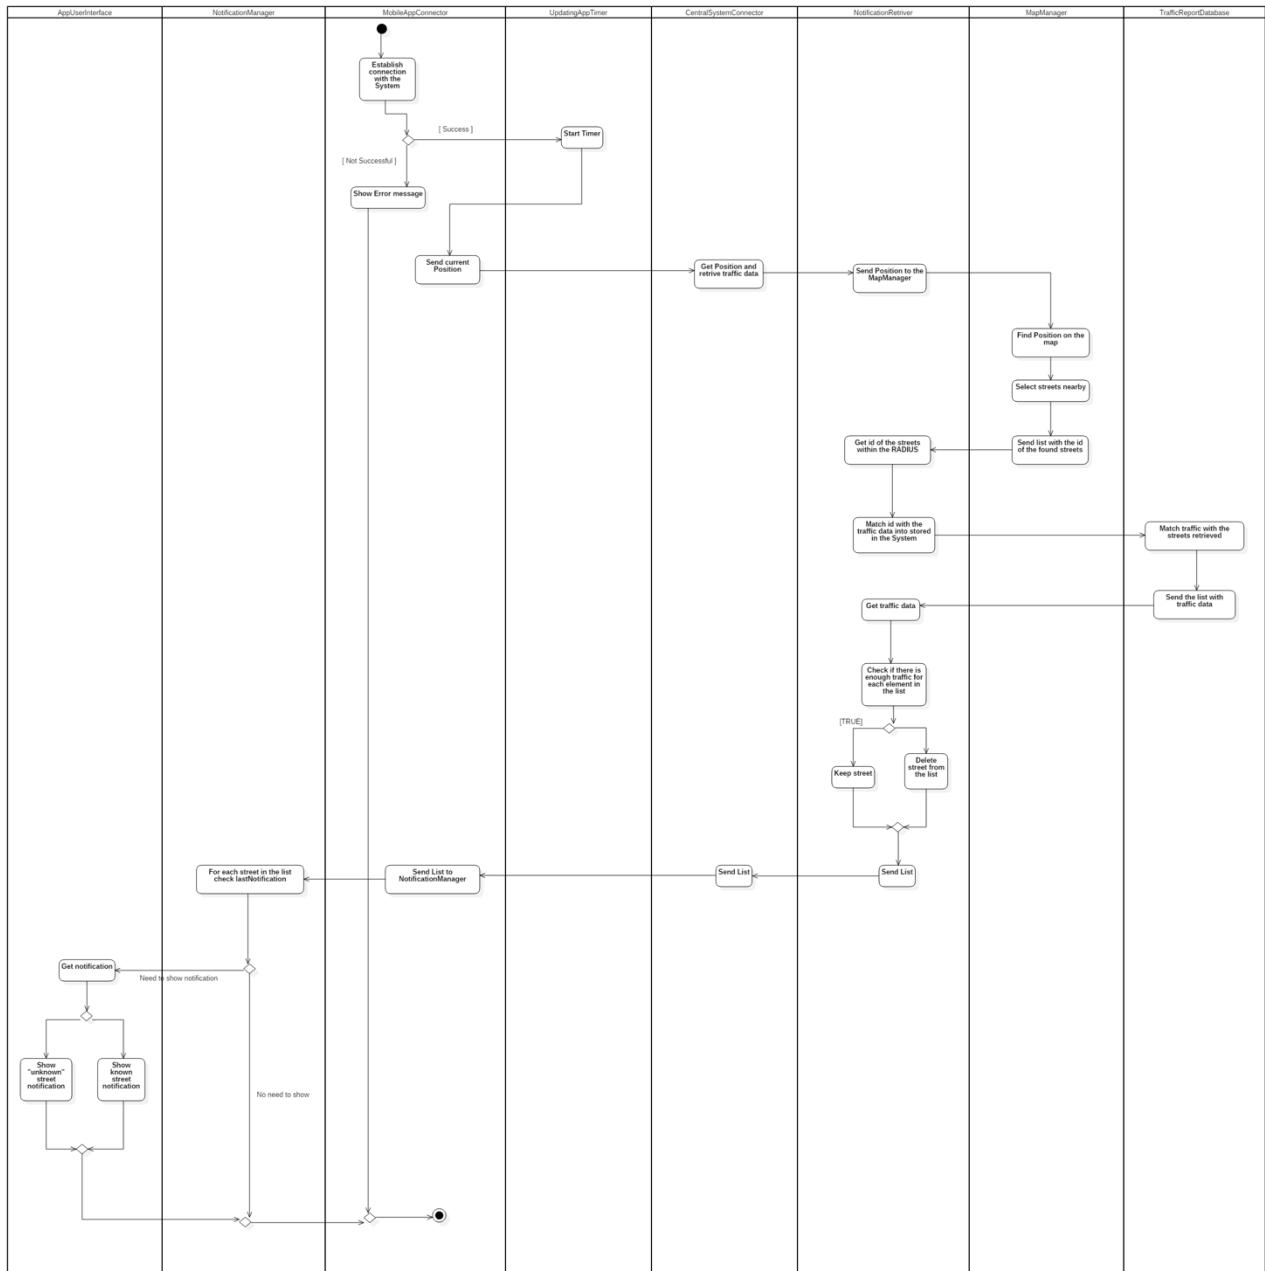 AppUserInterface
NotificationManager
MobileAppConnector
UpdatingAppTimer
CentralSystemConnector
NotificationRetriver
MapManager
TrafficReportDatabase
Establish
connection
with the
System
[ Success ]
Start Timer
[ Not Successful ]
Show Error message
Send current
Position
Get Position and
retrive traffic data
Send Position to the
MapManager
Find Position on the
map
Select streets nearby
Send list with the id
of the found streets
Get id of the streets
within the RADIUS
Match id with the
traffic data into stored
in the System
Match traffic with the
streets retrieved
Send the list with
traffic data
Get traffic data
Check if there is
enough traffic for
each element in
the list
[TRUE]
Keep street
Delete
street from
the list
Send List
Send List
Send List to
NotificationManager
For each street in the list
check lastNotification
Need to show notification
Get notification
Show
"unknown"
street
notification
Show
known
street
notification
No need to show